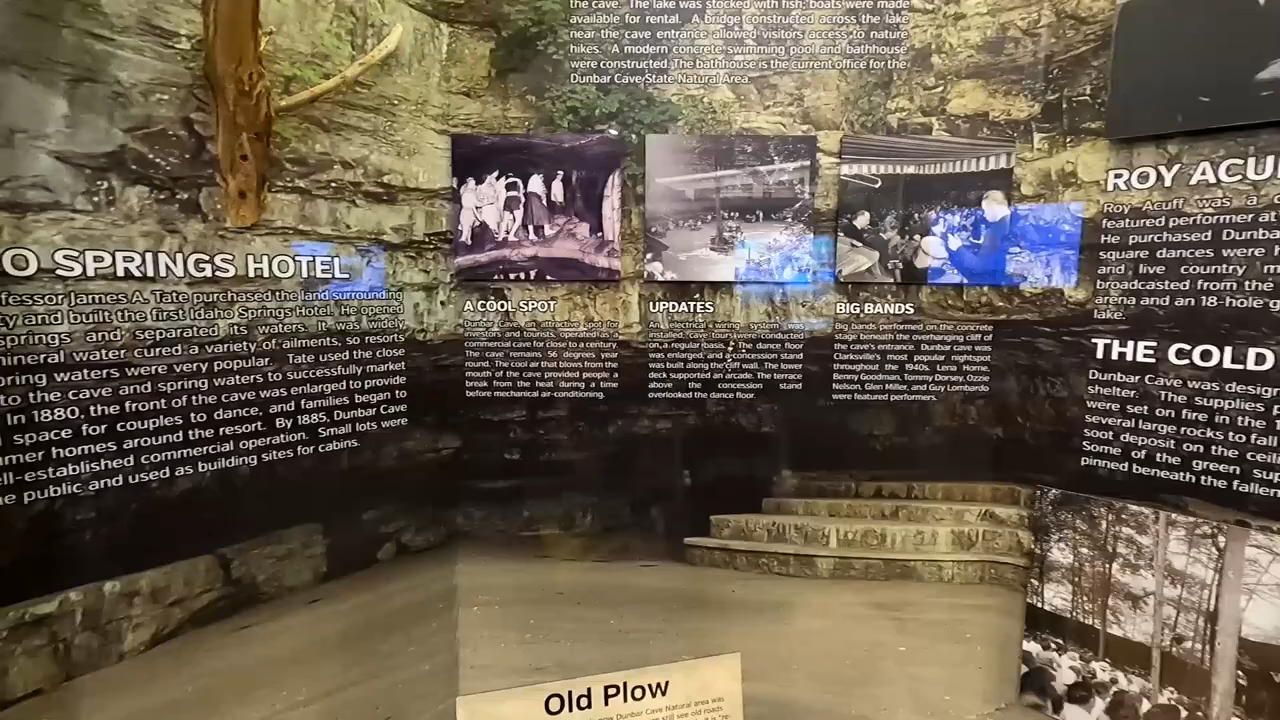 the cave. The lake was stocked with fish; boats were made
available for rental. A bridge constructed across the lake
near the cave entrance allowed visitors access to nature
hikes. A modern concrete swimming pool and bathhouse
were constructed. The bathhouse is the current office for the
Dunbar Cave State Natural Area.
O SPRINGS HOTEL
fessor James A. Tate purchased the land surrounding
ty and built the first Idaho Springs Hotel. He opened
springs and separated its waters. It was widely
mineral water cured a variety of ailments, so resorts
pring waters were very popular. Tate used the close
to the cave and spring waters to successfully market
In 1880, the front of the cave was enlarged to provide
space for couples to dance, and families began to
mer homes around the resort. By 1885, Dunbar Cave
ll-established commercial operation. Small lots were
e public and used as building sites for cabins.
A COOL SPOT
Dunbar Cave, an attractive spot for
investors and tourists, operated as a
commercial cave for close to a century.
The cave remains 56 degrees year
round. The cool air that blows from the
mouth of the cave provided people a
break from the heat during a time
before mechanical air-conditioning.
UPDATES
An electrical wiring system was
installed, cave tours were conducted
on a regular basis. The dance floor
was enlarged, and a concession stand
was built along the cliff wall. The lower
deck supported an arcade. The terrace
above the concession stand
overlooked the dance floor.
BIG BANDS
Big bands performed on the concrete
stage beneath the overhanging cliff of
the cave's entrance. Dunbar cave was
Clarksville's most popular nightspot
throughout the 1940s. Lena Horne,
Benny Goodman, Tommy Dorsey, Ozzie
Nelson, Glen Miller, and Guy Lombardo
were featured performers.
ROY ACU
Roy Acuff was a
featured performer at
He purchased Dunba
square dances were
and live country m
broadcasted from the
arena and an 18-hole g
lake.
THE COLD
Dunbar Cave was design
shelter. The supplies
were set on fire in the 1
several large rocks to fall
soot deposit on the ceili
Some of the green sup
pinned beneath the fallen
Old Plow
now Dunbar Cave Natural area was
still see old roads